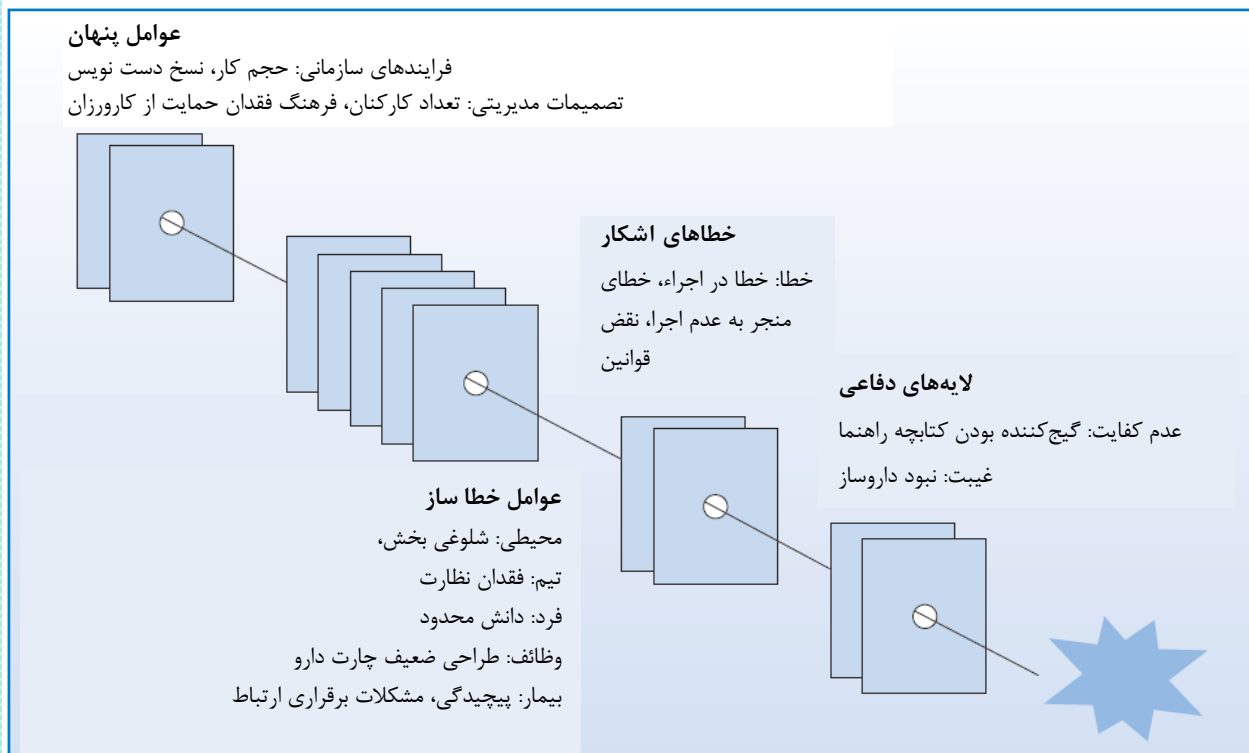 عوامل پنهان
فرایندهای سازمانی: حجم کار، نسخ دست نویس
تصمیمات مدیریتی: تعداد کارکنان، فرهنگ فقدان حمایت از کارورزان
خطاهای اشکار
خطا: خطا در اجراء، خطای
منجر به عدم اجرا، نقض
قوانین
لایه‌های دفاعی
عدم کفایت: گیج‌کننده بودن کتابچه راهنما
غیبت: نبود داروساز
عوامل خطا ساز
محیطی: شلوغی بخش،
تیم: فقدان نظارت
فرد: دانش محدود
وظائف: طراحی ضعیف چارت دارو
بیمار: پیچیدگی، مشکلات برقراری ارتباط